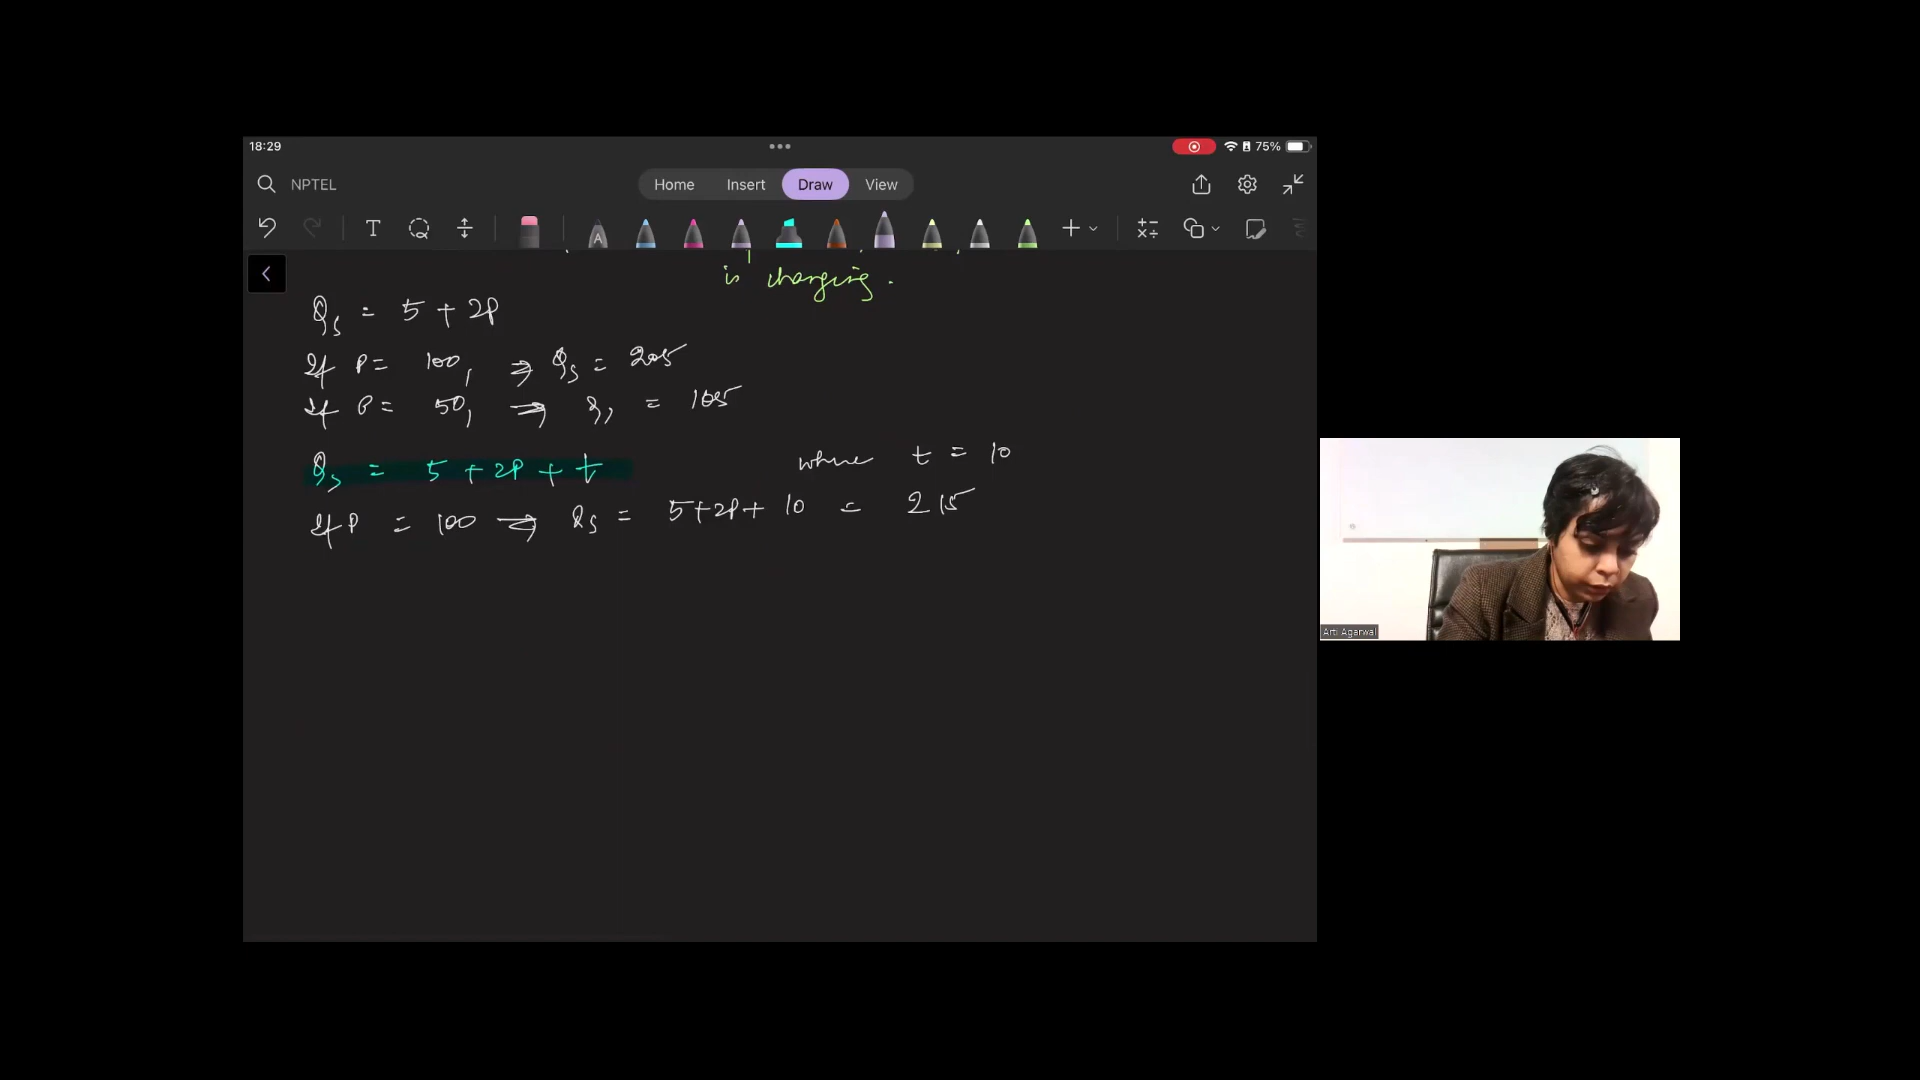 18:29
75%
NPTEL
Home Insert Draw View
T
A
is changing.
Qs = 5 + 2P
If P = 100, ⇒ Qs = 205
If P = 50, ⇒ Qs = 105
Qs = 5 + 2P + t
where t = 10
If P = 100 ⇒ Qs = 5+2P+ 10 = 215
Arti Agarwal